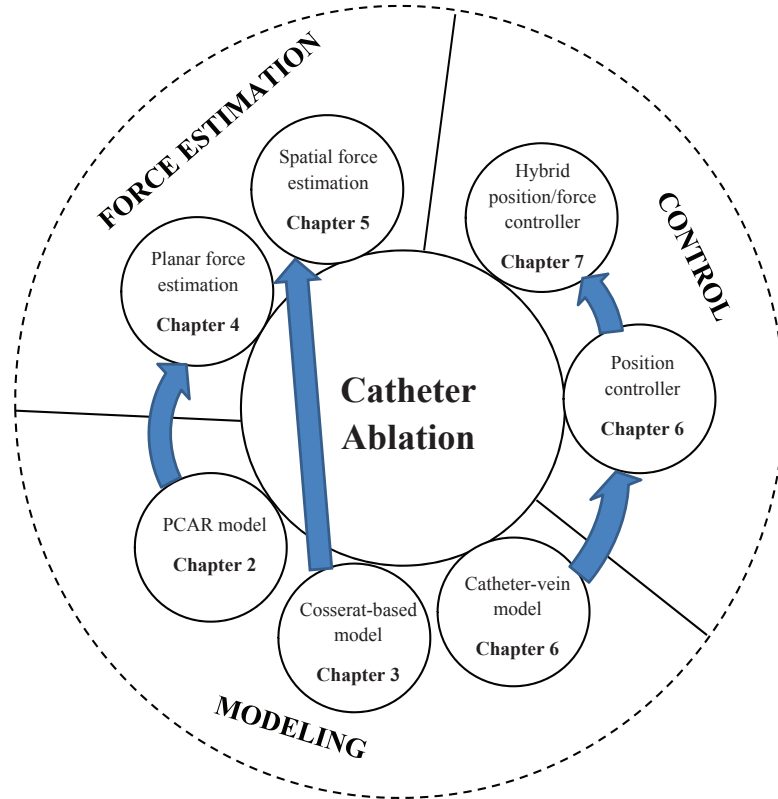 FORCE ESTIMATION
Spatial force
estimation
Chapter 5
Planar force
estimation
Chapter 4
Hybrid
position/force
controller
Chapter 7
CONTROL
Position
controller
Chapter 6
Catheter
Ablation
PCAR model
Chapter 2
Cosserat-based
model
Chapter 3
Catheter-vein
model
Chapter 6
MODELING